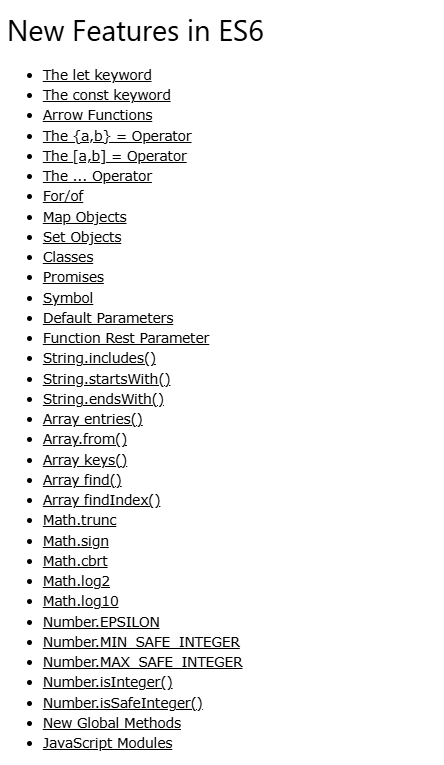 New Features in ES6
The let keyword
The const keyword
Arrow Functions
The {a,b} = Operator
The [a,b] = Operator
The ... Operator
For/of
Map Objects
Set Objects
Classes
Promises
Symbol
Default Parameters
Function Rest Parameter
String.includes()
String.startsWith()
String.endsWith()
Array entries()
Array.from()
Array keys()
Array find()
Array findIndex()
Math.trunc
Math.sign
Math.cbrt
Math.log2
Math.log10
Number.EPSILON
Number.MIN_SAFE_INTEGER
Number.MAX_SAFE_INTEGER
Number.isInteger()
Number.isSafeInteger()
New Global Methods
JavaScript Modules